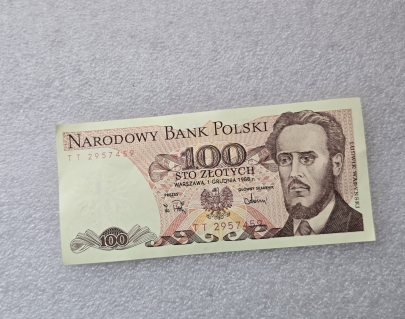 NARODOWY BANK POLSKI
TT 2957459
100
STO ZŁOTYCH
WARSZAWA, 1 GRUDNIA 1988 r.
PREZES
GŁÓWNY SKARBNIK
LUDWIK WARYŃSKI
TT 2957459
100